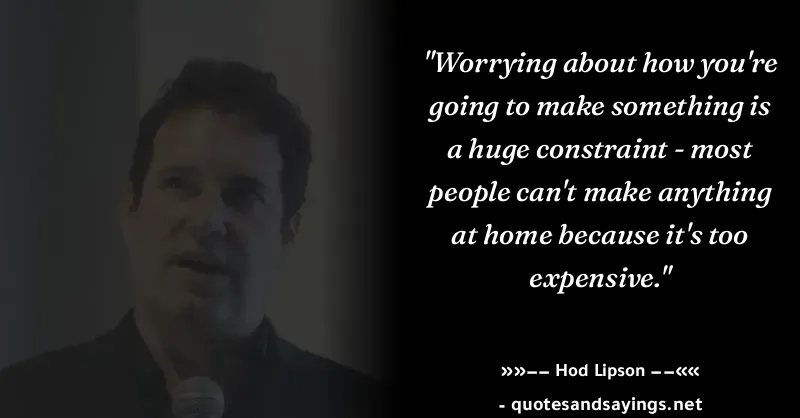 "Worrying about how you're
going to make something is
a huge constraint - most
people can't make anything
at home because it's too
expensive."
»»–– Hod Lipson ––««
- quotesandsayings.net